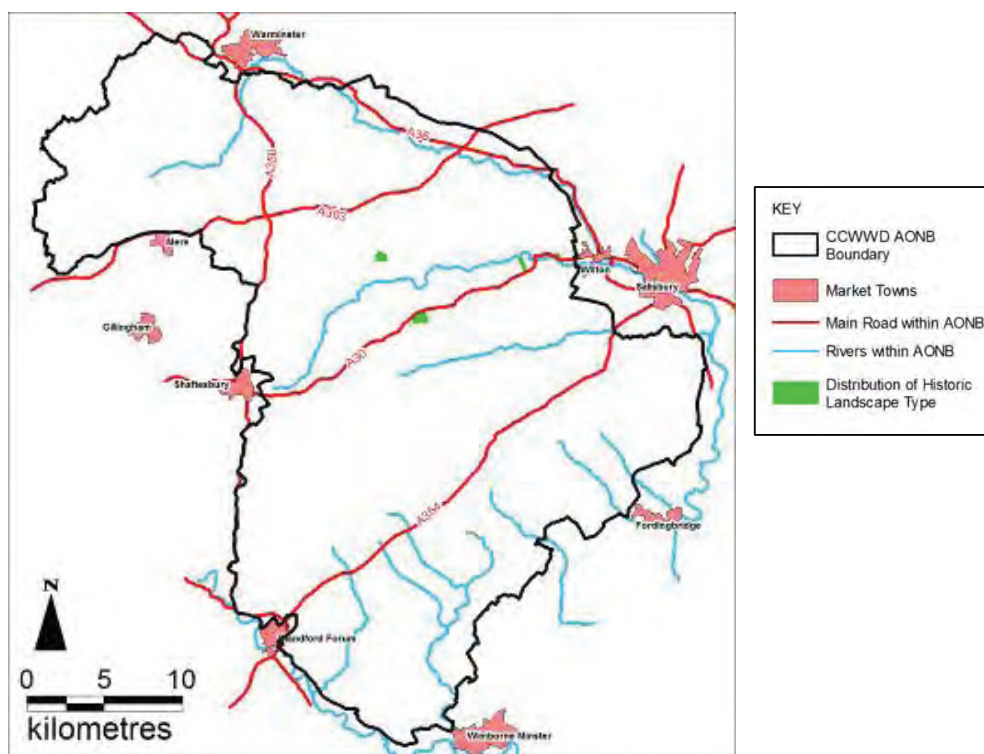 Warminster
A36
A350
A303
Mere
Wilton
Salisbury
Gillingham
A30
Shaftesbury
A354
Fordingbridge
N
Blandford Forum
Wimborne Minster
0 5 10
kilometres
KEY
CCWWD AONB
Boundary
Market Towns
Main Road within AONB
Rivers within AONB
Distribution of Historic
Landscape Type